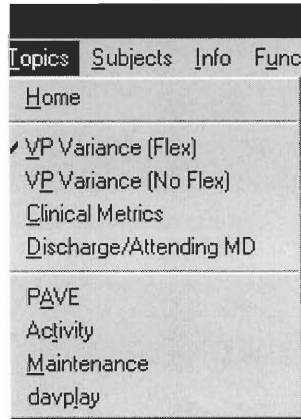 Topics Subjects Info Func
Home
VP Variance (Flex)
VP Variance (No Flex)
Clinical Metrics
Discharge/Attending MD
PAVE
Activity
Maintenance
davplay